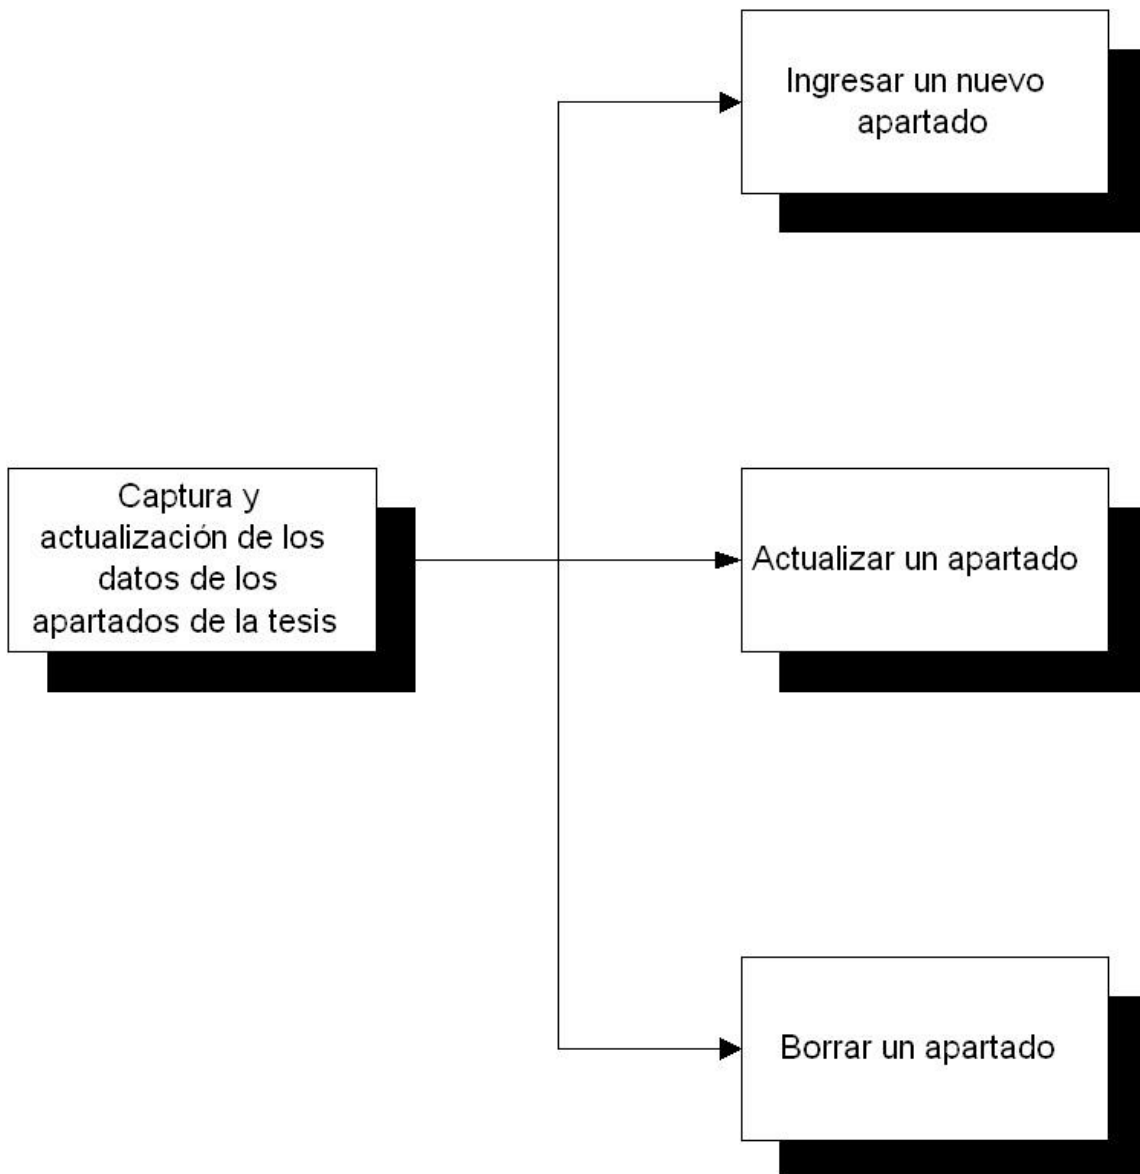 Ingresar un nuevo
apartado
Captura y
actualización de los
datos de los
apartados de la tesis
Actualizar un apartado
Borrar un apartado